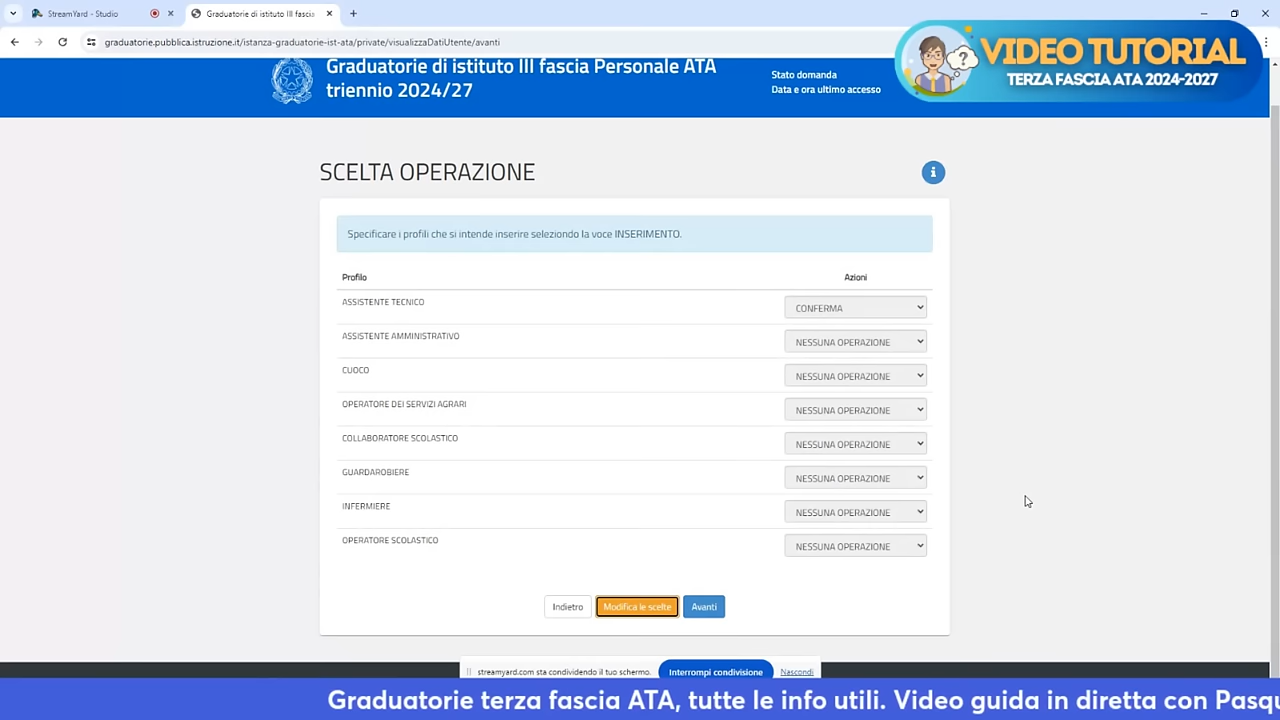 StreamYard - Studio
Graduatorie di istituto III fascia
graduatorie.pubblica.istruzione.it/istanza-graduatorie-ist-ata/private/visualizzaDatiUtente/avanti
VIDEO TUTORIAL
TERZA FASCIA ATA 2024-2027
Graduatorie di istituto III fascia Personale ATA
triennio 2024/27
Stato domanda
Data e ora ultimo accesso
SCELTA OPERAZIONE
Specificare i profili che si intende inserire seleziondo la voce INSERIMENTO.
Profilo Azioni
ASSISTENTE TECNICO CONFERMA
ASSISTENTE AMMINISTRATIVO NESSUNA OPERAZIONE
CUOCO NESSUNA OPERAZIONE
OPERATORE DEI SERVIZI AGRARI NESSUNA OPERAZIONE
COLLABORATORE SCOLASTICO NESSUNA OPERAZIONE
GUARDAROBIERE NESSUNA OPERAZIONE
INFERMIERE NESSUNA OPERAZIONE
OPERATORE SCOLASTICO NESSUNA OPERAZIONE
Indietro Modifica le scelte Avanti
streamyard.com sta condividendo il tuo schermo. Interrompi condivisione Nascondi
Graduatorie terza fascia ATA, tutte le info utili. Video guida in diretta con Pasqu